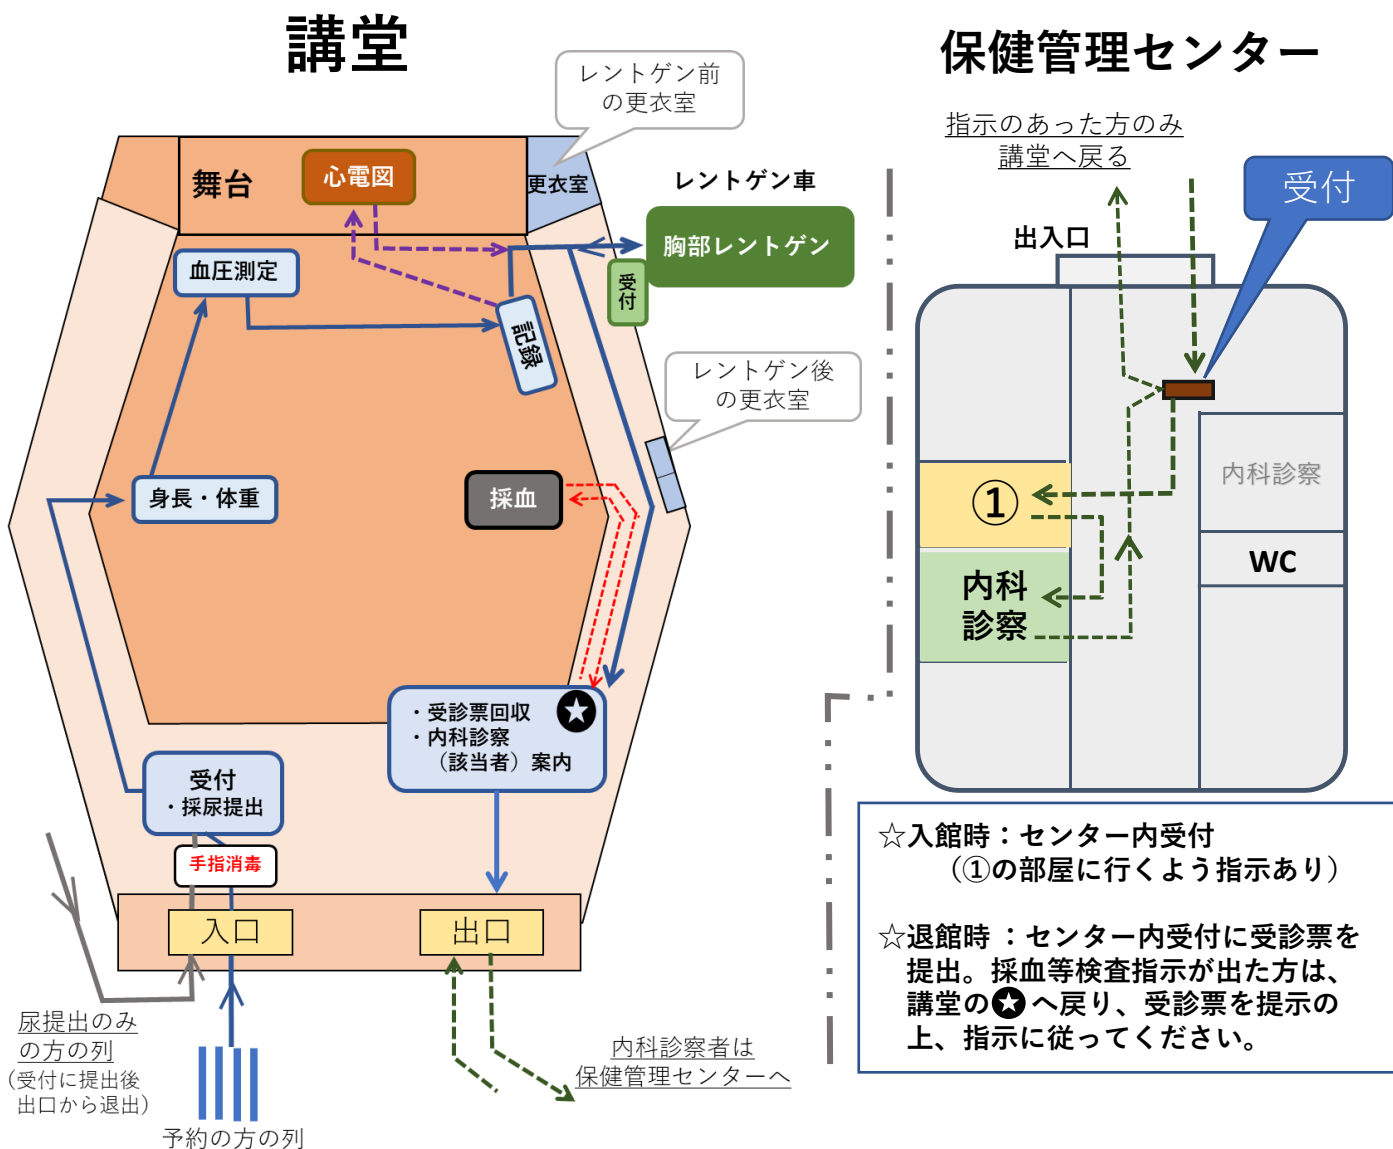 講堂
保健管理センター
レントゲン前
の更衣室
指示のあった方のみ
講堂へ戻る
受付
舞台
心電図
更衣室
レントゲン車
胸部レントゲン
受付
出入口
血圧測定
記録
レントゲン後
の更衣室
身長・体重
採血
①
内科診察
WC
内科
診察
・受診票回収
・内科診察
（該当者）案内
★
受付
・採尿提出
手指消毒
入口
出口
☆入館時：センター内受付
（①の部屋に行くよう指示あり）
☆退館時：センター内受付に受診票を
提出。採血等検査指示が出た方は、
講堂の★へ戻り、受診票を提示の
上、指示に従ってください。
尿提出のみ
の方の列
（受付に提出後
出口から退出）
予約の方の列
内科診察者は
保健管理センターへ